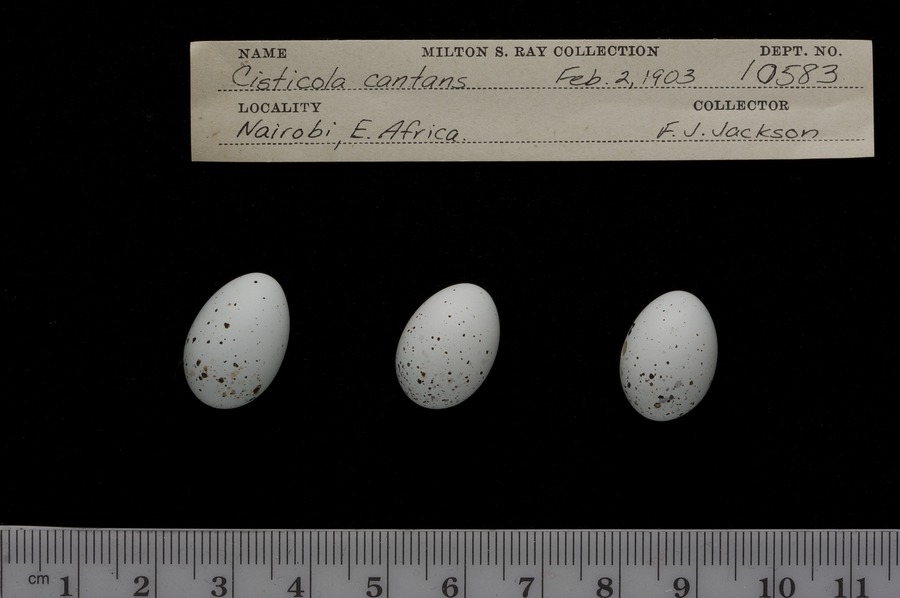 NAME MILTON S. RAY COLLECTION DEPT. NO.
Cisticola cantans Feb. 2, 1903 10583
LOCALITY COLLECTOR
Nairobi, E. Africa. F. J. Jackson
cm 1 2 3 4 5 6 7 8 9 10 11